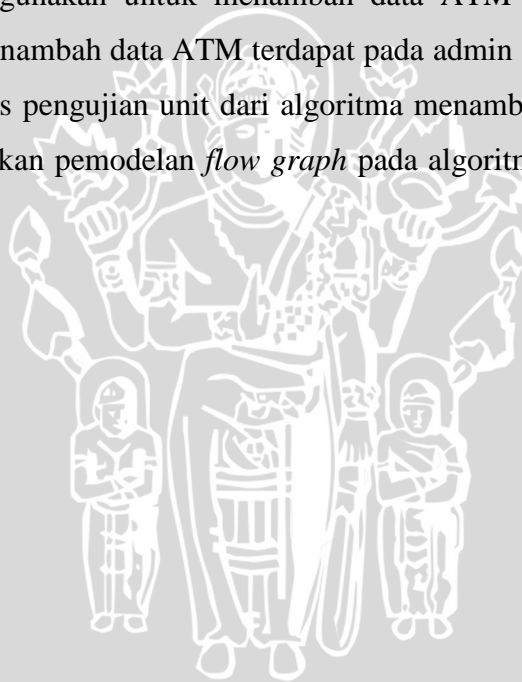 gunakan untuk menambah data ATM
nambah data ATM terdapat pada admin
s pengujian unit dari algoritma menamb
kan pemodelan flow graph pada algoritm